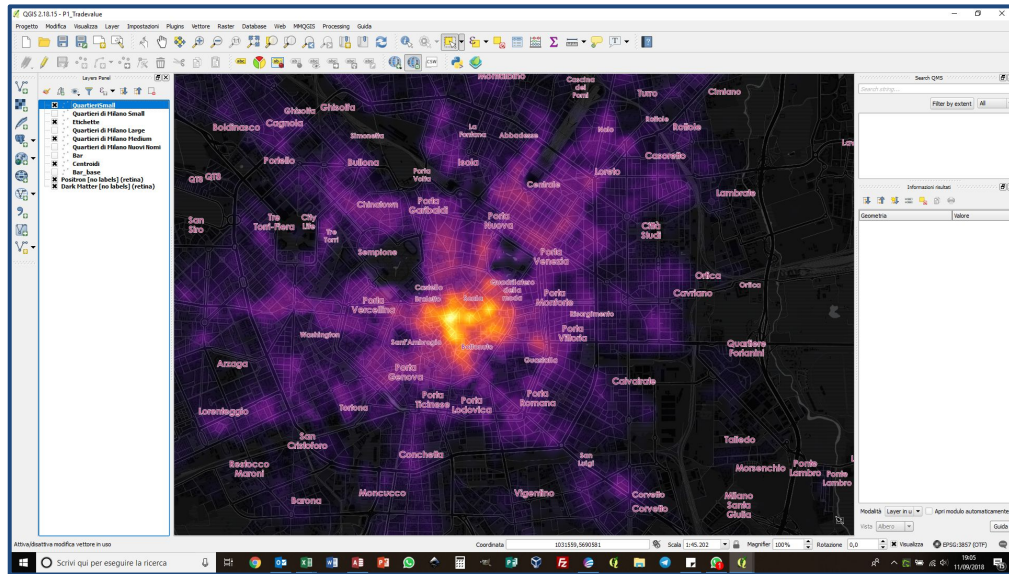 QGIS 2.18.15 - P1_Tradevalue
Progetto Modifica Visualizza Layer Impostazioni Plugins Vettore Raster Database Web MMQGIS Processing Guida
Layers Panel
QuartieriSmall
Quartieri di Milano Small
Etichette
Quartieri di Milano Large
Quartieri di Milano Medium
Quartieri di Milano Nuovi Nomi
Bar
Centroidi
Bar_base
Positron [no labels] (retina)
Dark Matter [no labels] (retina)
Montalbino
Cascina dei Pomi
Turro
Cimiano
Ghisolfa
Ghisolfa
Boldinasco
Cagnola
Simonetta
La Fontana
Abbadesse
Nolo
Rottole
Rottole
Portello
Bullona
Isola
Casoretto
QT8
QT8
Porta Volta
Centrale
Loreto
Lambrate
Chinatown
Porta Garibaldi
Porta Nuova
San Siro
Tre Torri-Fiera
City Life
Tre Torri
Città Studi
Sempione
Porta Venezia
Ortica
Ortica
Castello
Quadrilatero della moda
Porta Monforte
Cavriano
Porta Vercellina
Broletto
Scala
Risorgimento
Washington
Sant'Ambrogio
Bottonuto
Porta Vittoria
Quartiere Forlanini
Arzaga
Guastalla
Porta Genova
Calvairate
Lorenteggio
Tortona
Porta Ticinese
Porta Lodovica
Porta Romana
San Cristoforo
Conchetta
San Luigi
Taliedo
Restocco Maroni
Morsenchio
Ponte Lambro
Ponte Lambro
Barona
Moncucco
Vigentino
Corvetto
Corvetto
Milano Santa Giulia
Search QMS
Search string...
Filter by extent All
Informazioni risultati
Geometria Valore
Modalità Layer in u Apri modulo automaticamente
Vista Albero Guida
Attiva/disattiva modifica vettore in uso
Coordinata 1031559,5690581 Scala 1:45.202 Magnifier 100% Rotazione 0,0 Visualizza EPSG:3857 (OTF)
Scrivi qui per eseguire la ricerca
19:05
11/09/2018